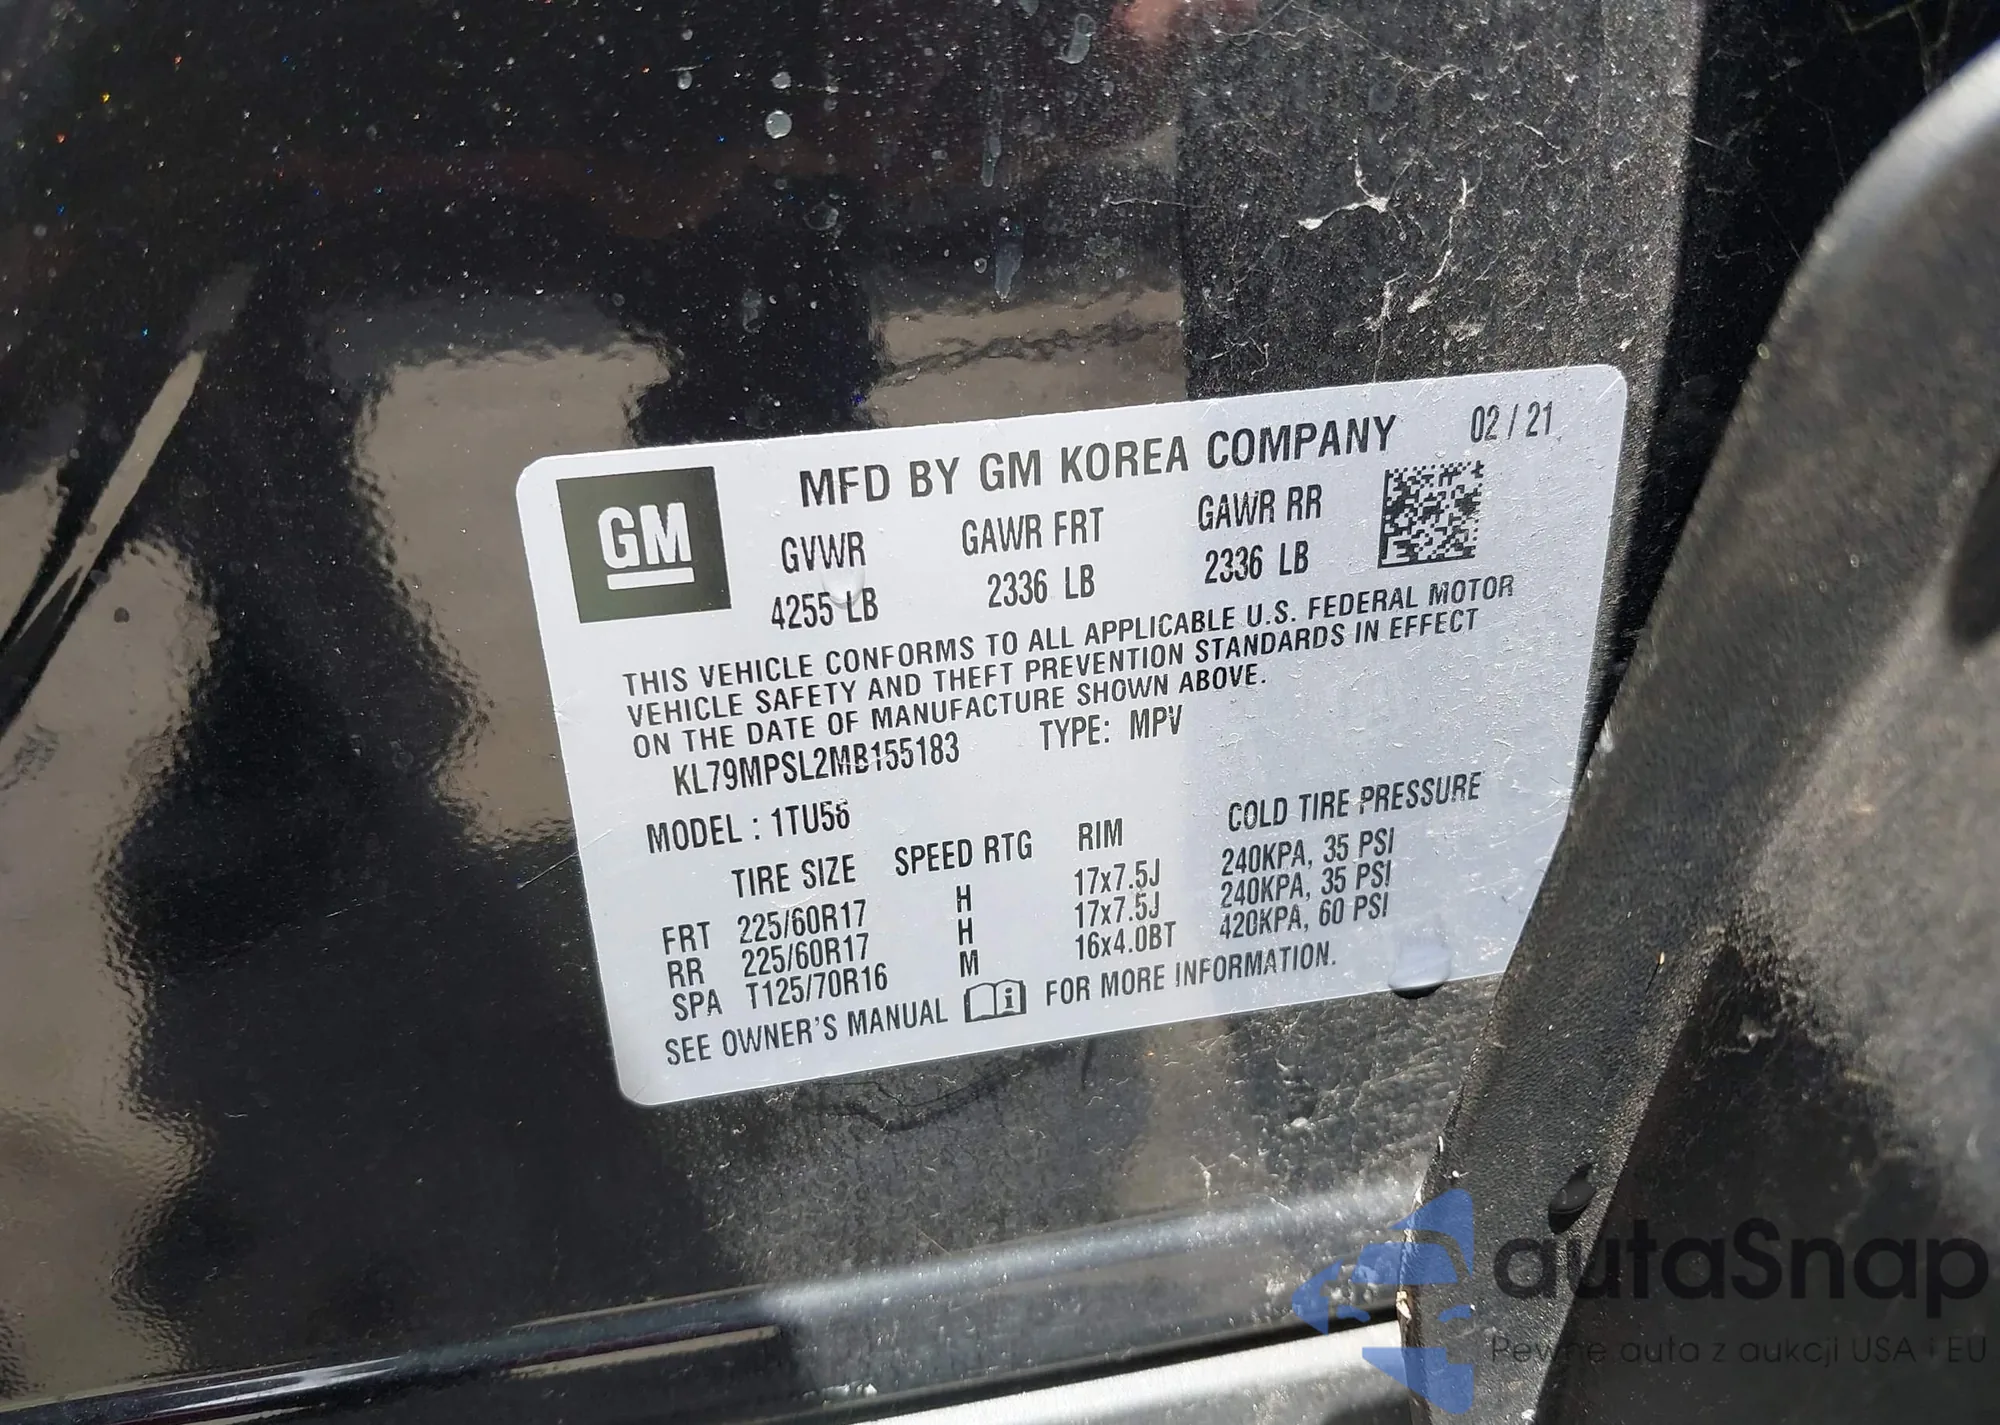 MFD BY GM KOREA COMPANY 02 / 21
GM
GVWR GAWR FRT GAWR RR
4255 LB 2336 LB 2336 LB
THIS VEHICLE CONFORMS TO ALL APPLICABLE U.S. FEDERAL MOTOR
VEHICLE SAFETY AND THEFT PREVENTION STANDARDS IN EFFECT
ON THE DATE OF MANUFACTURE SHOWN ABOVE.
KL79MPSL2MB155183 TYPE: MPV
MODEL : 1TU56
TIRE SIZE SPEED RTG RIM COLD TIRE PRESSURE
FRT 225/60R17 H 17x7.5J 240KPA, 35 PSI
RR 225/60R17 H 17x7.5J 240KPA, 35 PSI
SPA T125/70R16 M 16x4.0BT 420KPA, 60 PSI
SEE OWNER'S MANUAL FOR MORE INFORMATION.
autaSnap
Pewne auta z aukcji USA i EU